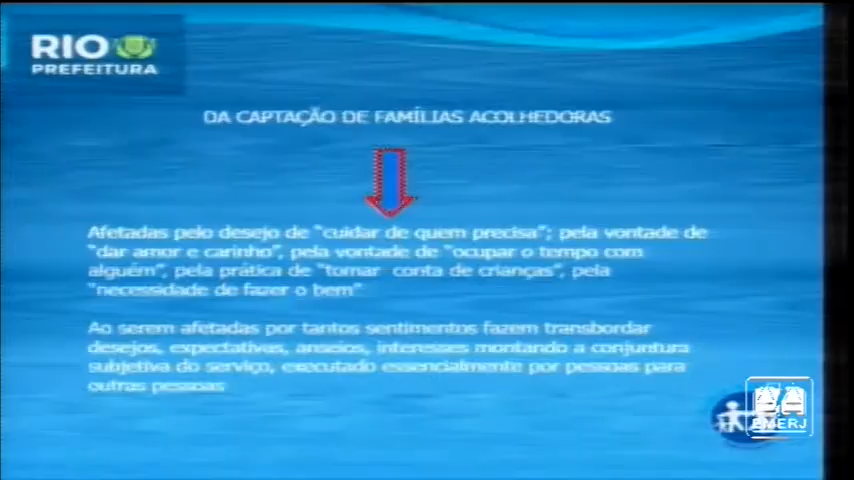 RIO
PREFEITURA
DA CAPTAÇÃO DE FAMÍLIAS ACOLHEDORAS
Afetadas pelo desejo de "cuidar de quem precisa"; pela vontade de
"dar amor e carinho", pela vontade de "ocupar o tempo com
alguém", pela prática de "tomar conta de crianças", pela
"necessidade de fazer o bem"
Ao serem afetadas por tantos sentimentos fazem transbordar
desejos, expectativas, anseios, interesses montando a conjuntura
subjetiva do serviço, executado essencialmente por pessoas para
outras pessoas
EMERJ